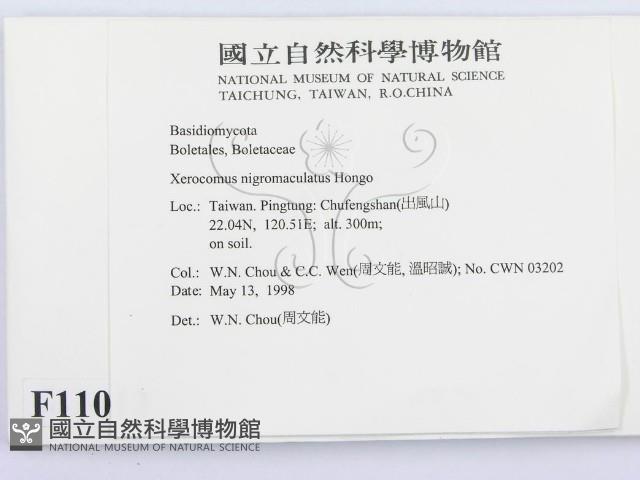 國立自然科學博物館
NATIONAL MUSEUM OF NATURAL SCIENCE
TAICHUNG, TAIWAN, R.O.CHINA
Basidiomycota
Boletales, Boletaceae
Xerocomus nigromaculatus Hongo
Loc.: Taiwan. Pingtung: Chufengshan(出風山)
22.04N, 120.51E; alt. 300m;
on soil.
Col.: W.N. Chou & C.C. Wen(周文能, 溫昭誠); No. CWN 03202
Date: May 13, 1998
Det.: W.N. Chou(周文能)
F110
國立自然科學博物館
NATIONAL MUSEUM OF NATURAL SCIENCE